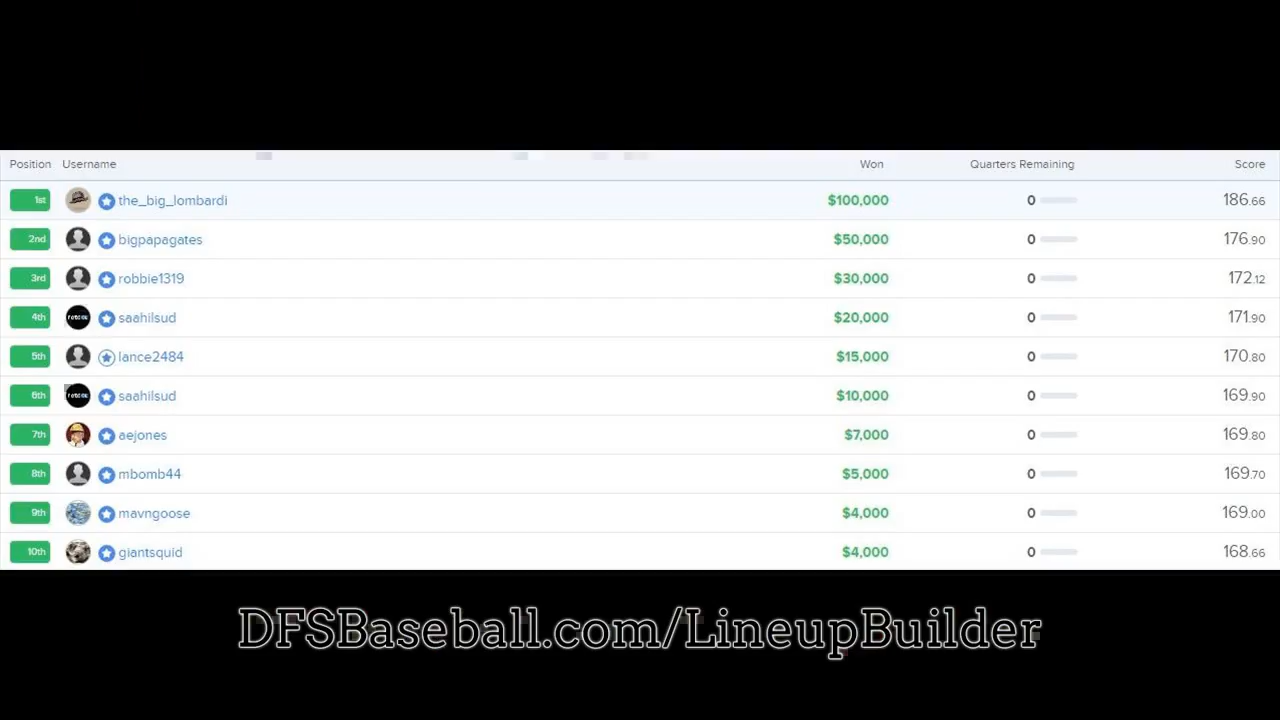 Position Username Won Quarters Remaining Score
1st the_big_lombardi $100,000 0 186.66
2nd bigpapagates $50,000 0 176.90
3rd robbie1319 $30,000 0 172.12
4th saahilsud $20,000 0 171.90
5th lance2484 $15,000 0 170.80
6th saahilsud $10,000 0 169.90
7th aejones $7,000 0 169.80
8th mbomb44 $5,000 0 169.70
9th mavngoose $4,000 0 169.00
10th giantsquid $4,000 0 168.66
DFSBaseball.com/LineupBuilder